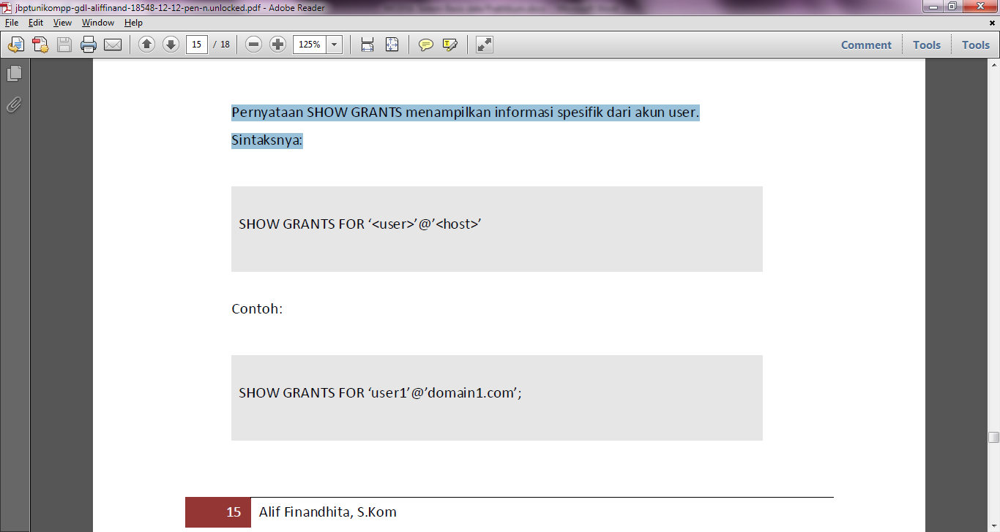 jbptunikompp-gdl-aliffinand-18548-12-12-pen-n.unlocked.pdf - Adobe Reader
File Edit View Window Help
15 / 18 125% Comment Tools Tools
Pernyataan SHOW GRANTS menampilkan informasi spesifik dari akun user.
Sintaksnya:
SHOW GRANTS FOR ‘<user>’@’<host>’
Contoh:
SHOW GRANTS FOR ‘user1’@’domain1.com’;
15 Alif Finandhita, S.Kom